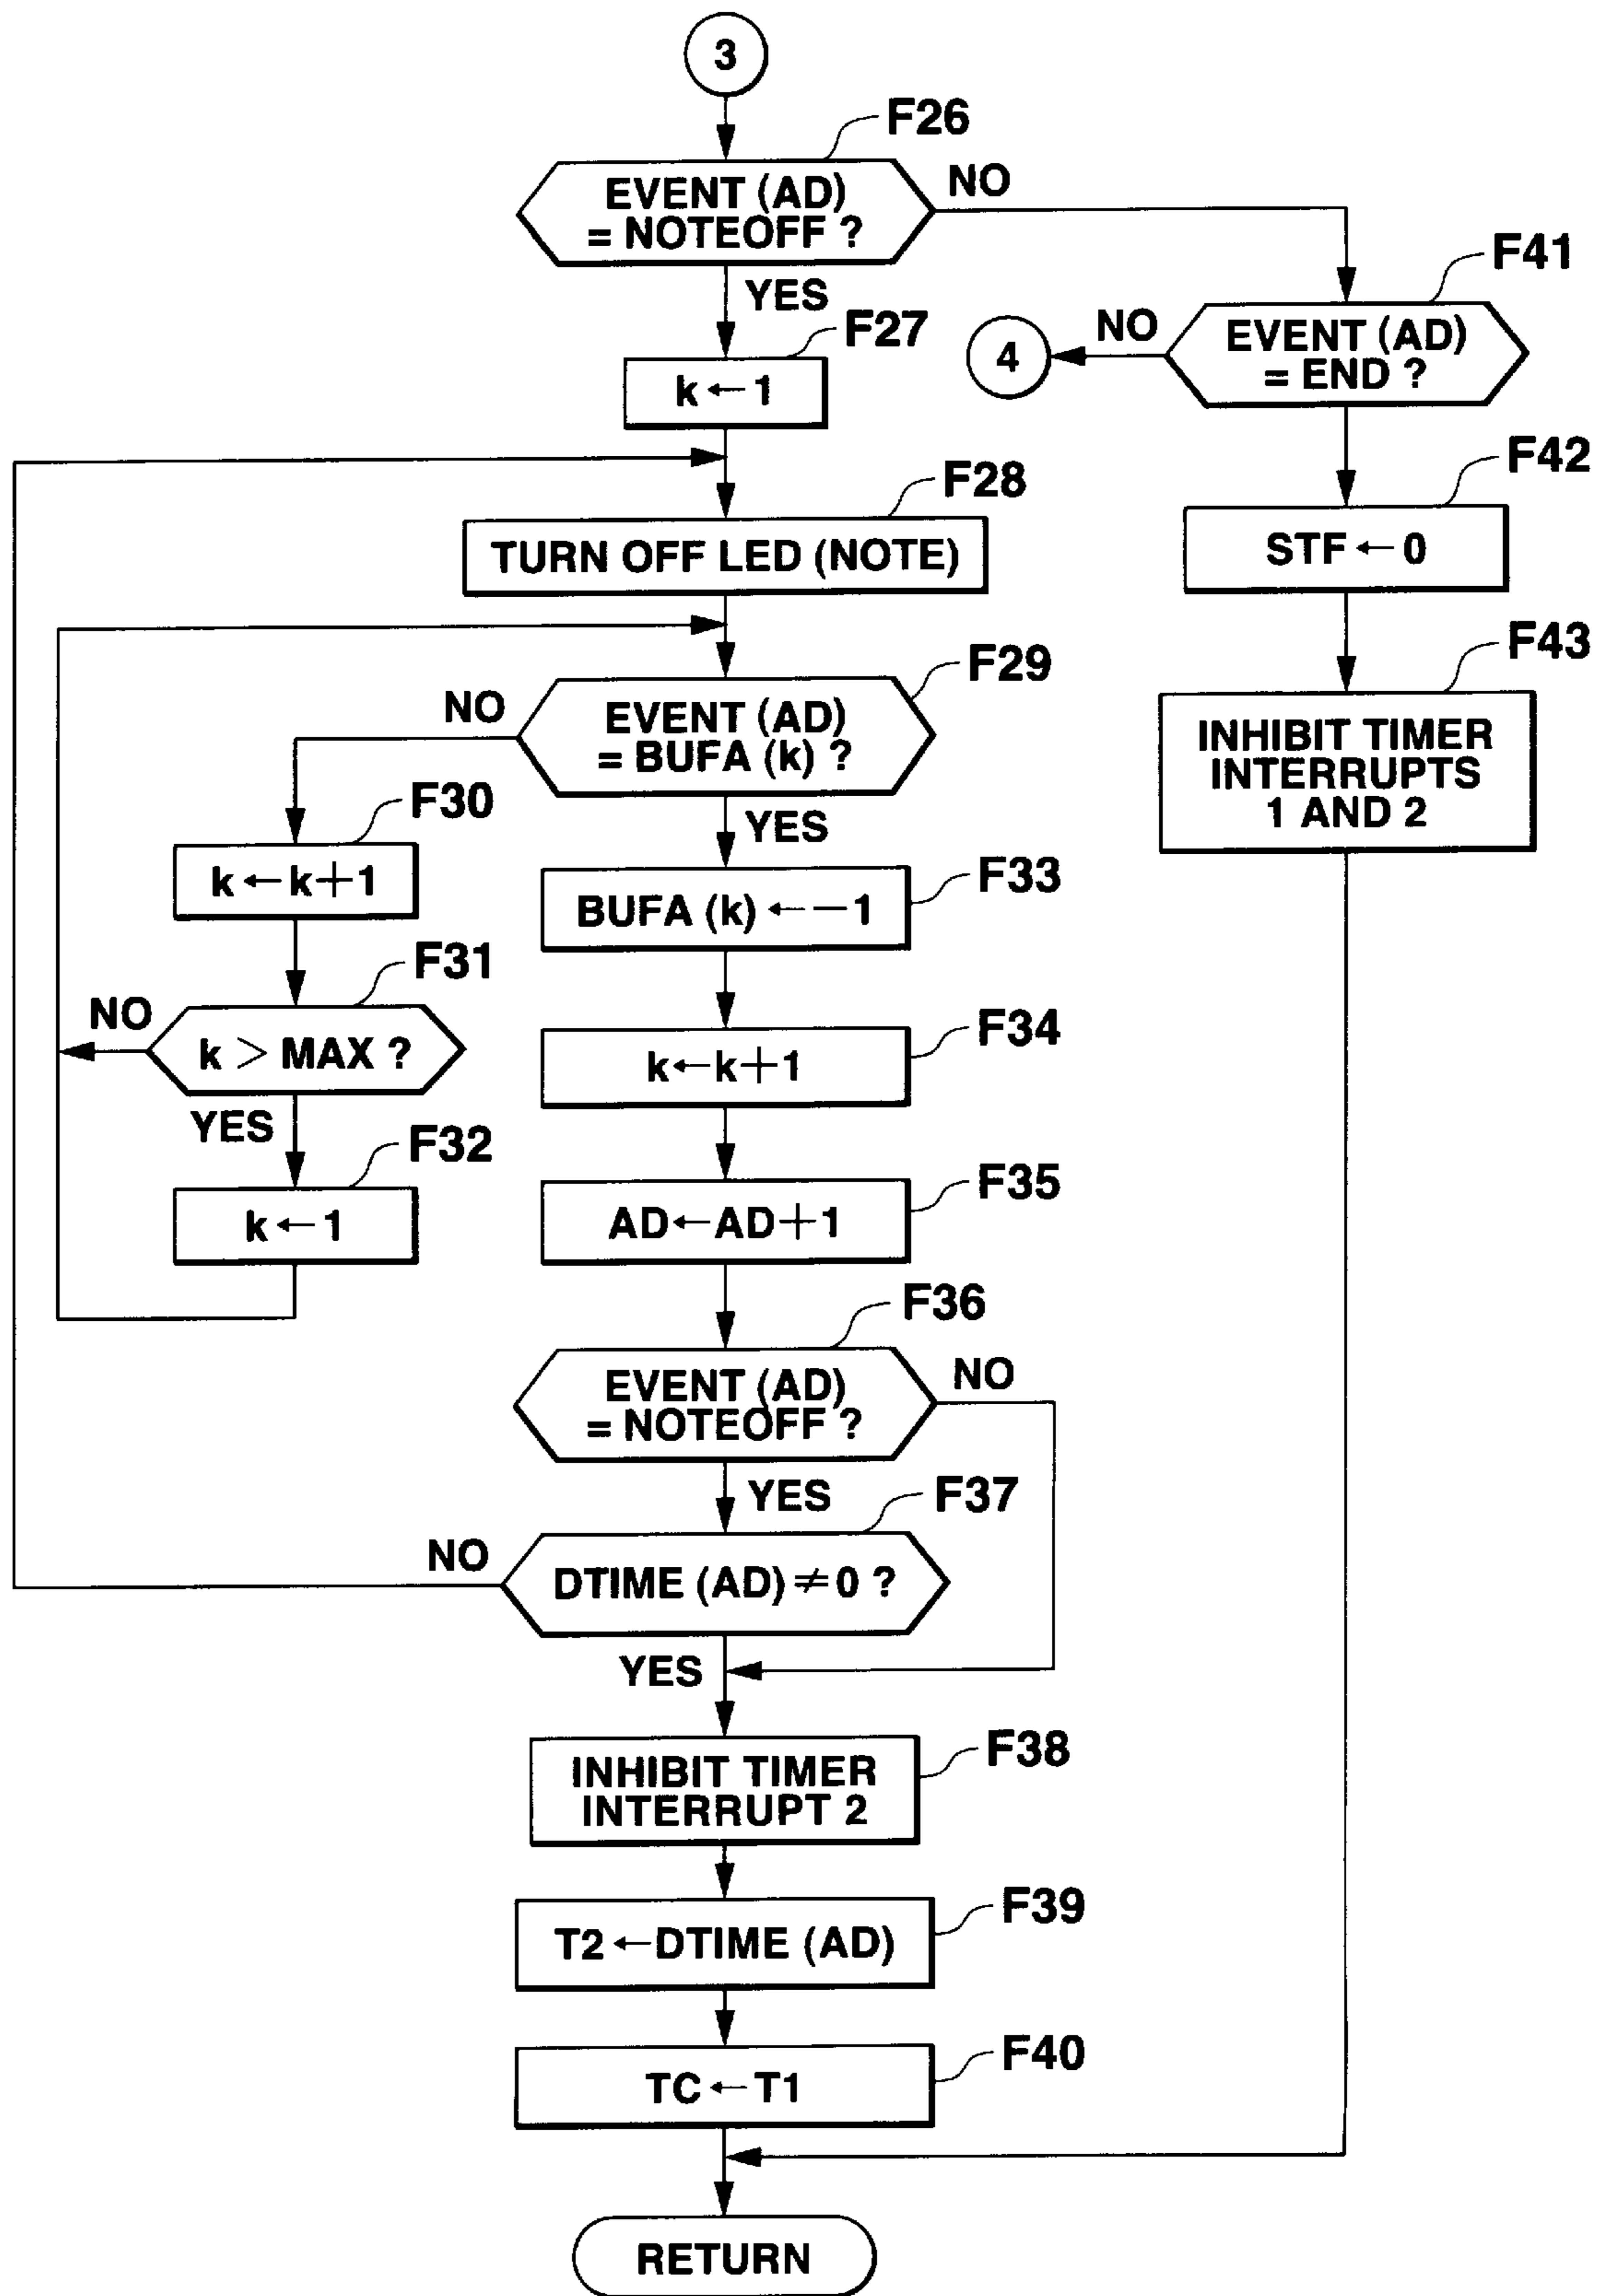 3
F26
EVENT (AD)
= NOTEOFF ?
NO
YES
F41
EVENT (AD)
= END ?
NO
4
F27
k ← 1
F42
STF ← 0
F28
TURN OFF LED (NOTE)
F43
INHIBIT TIMER
INTERRUPTS
1 AND 2
F29
EVENT (AD)
= BUFA (k) ?
NO
YES
F30
k ← k+1
F31
k > MAX ?
NO
YES
F32
k ← 1
F33
BUFA (k) ← −1
F34
k ← k+1
F35
AD ← AD+1
F36
EVENT (AD)
= NOTEOFF ?
NO
YES
F37
DTIME (AD) ≠ 0 ?
NO
YES
F38
INHIBIT TIMER
INTERRUPT 2
F39
T2 ← DTIME (AD)
F40
TC ← T1
RETURN